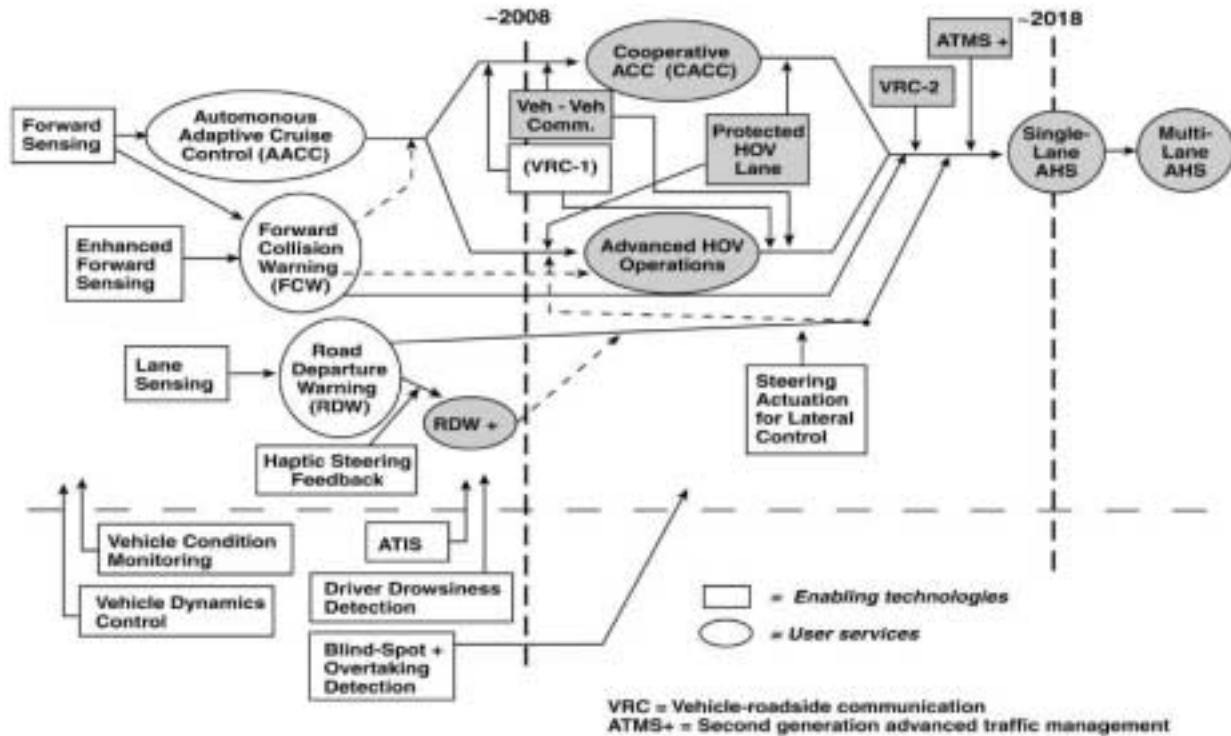 ~2008
~2018
ATMS +
Cooperative
ACC (CACC)
VRC-2
Forward
Sensing
Automonous
Adaptive Cruise
Control (AACC)
Veh - Veh
Comm.
Protected
HOV
Lane
Single-
Lane
AHS
Multi-
Lane
AHS
(VRC-1)
Enhanced
Forward
Sensing
Forward
Collision
Warning
(FCW)
Advanced HOV
Operations
Lane
Sensing
Road
Departure
Warning
(RDW)
RDW +
Steering
Actuation
for Lateral
Control
Haptic Steering
Feedback
Vehicle Condition
Monitoring
ATIS
Vehicle Dynamics
Control
Driver Drowsiness
Detection
Blind-Spot +
Overtaking
Detection
= Enabling technologies
= User services
VRC = Vehicle-roadside communication
ATMS+ = Second generation advanced traffic management